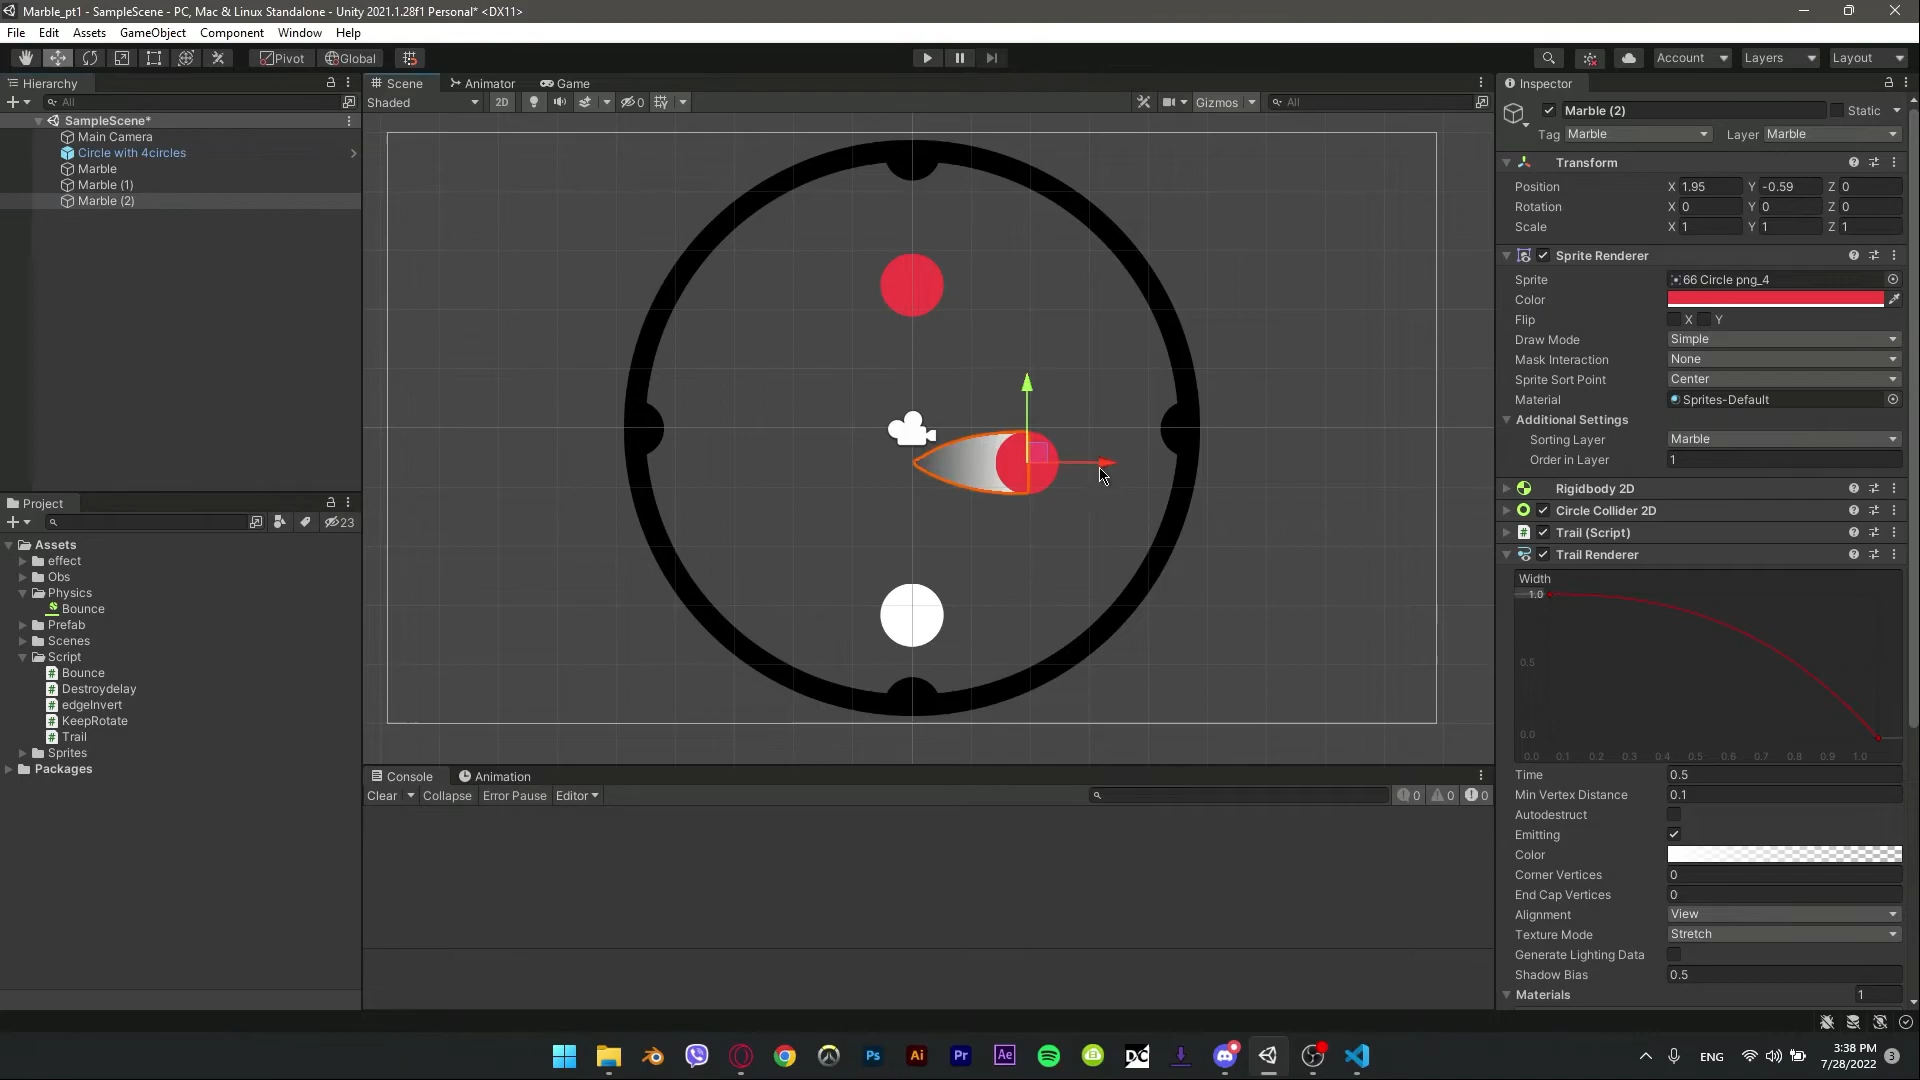 Marble_pt1 - SampleScene - PC, Mac & Linux Standalone - Unity 2021.1.28f1 Personal* <DX11>
File Edit Assets GameObject Component Window Help
Pivot Global Account Layers Layout
Hierarchy
All
SampleScene*
Main Camera
Circle with 4circles
Marble
Marble (1)
Marble (2)
Project
23
Assets
effect
Obs
Physics
Bounce
Prefab
Scenes
Script
Bounce
Destroydelay
edgeInvert
KeepRotate
Trail
Sprites
Packages
Scene Animator Game
Shaded 2D 0 Gizmos All
Console Animation
Clear Collapse Error Pause Editor 0 0 0
Inspector
Marble (2) Static
Tag Marble Layer Marble
Transform
Position X 1.95 Y -0.59 Z 0
Rotation X 0 Y 0 Z 0
Scale X 1 Y 1 Z 1
Sprite Renderer
Sprite 66 Circle png_4
Color
Flip X Y
Draw Mode Simple
Mask Interaction None
Sprite Sort Point Center
Material Sprites-Default
Additional Settings
Sorting Layer Marble
Order in Layer 1
Rigidbody 2D
Circle Collider 2D
Trail (Script)
Trail Renderer
Width
1.0
0.5
0.0
0.0 0.1 0.2 0.3 0.4 0.5 0.6 0.7 0.8 0.9 1.0
Time 0.5
Min Vertex Distance 0.1
Autodestruct
Emitting
Color
Corner Vertices 0
End Cap Vertices 0
Alignment View
Texture Mode Stretch
Generate Lighting Data
Shadow Bias 0.5
Materials 1
Ps Ai Pr Ae DC
ENG
3:38 PM
7/28/2022 3